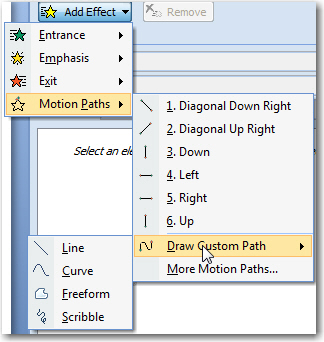 Add Effect
Remove
Entrance
Emphasis
Exit
Motion Paths
1. Diagonal Down Right
2. Diagonal Up Right
3. Down
4. Left
5. Right
6. Up
Draw Custom Path
More Motion Paths...
Select an ele
Line
Curve
Freeform
Scribble